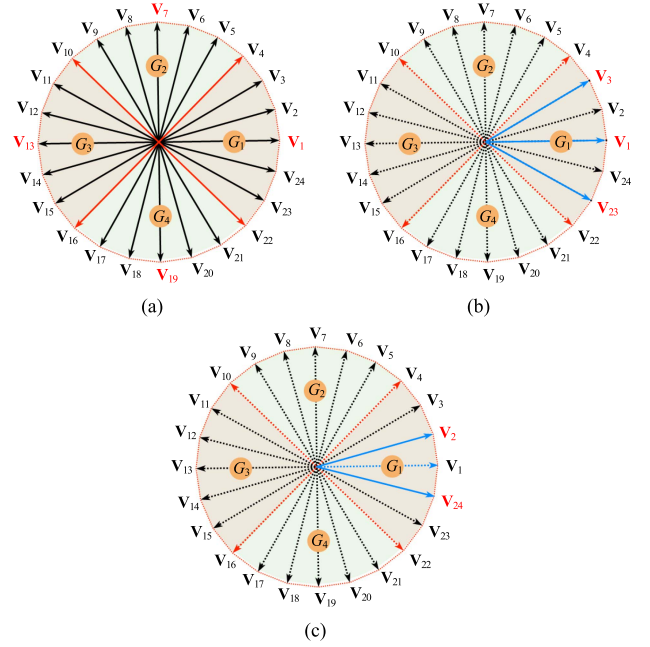 V7
V8 V6
V9 V5
V10 G2 V4
V11 V3
V12 V2
V13 G3 G1 V1
V14 V24
V15 V23
V16 G4 V22
V17 V21
V18 V20
V19
(a)
V7
V8 V6
V9 V5
V10 G2 V4
V11 V3
V12 V2
V13 G3 G1 V1
V14 V24
V15 V23
V16 G4 V22
V17 V21
V18 V20
V19
(b)
V7
V8 V6
V9 V5
V10 G2 V4
V11 V3
V12 V2
V13 G3 G1 V1
V14 V24
V15 V23
V16 G4 V22
V17 V21
V18 V20
V19
(c)